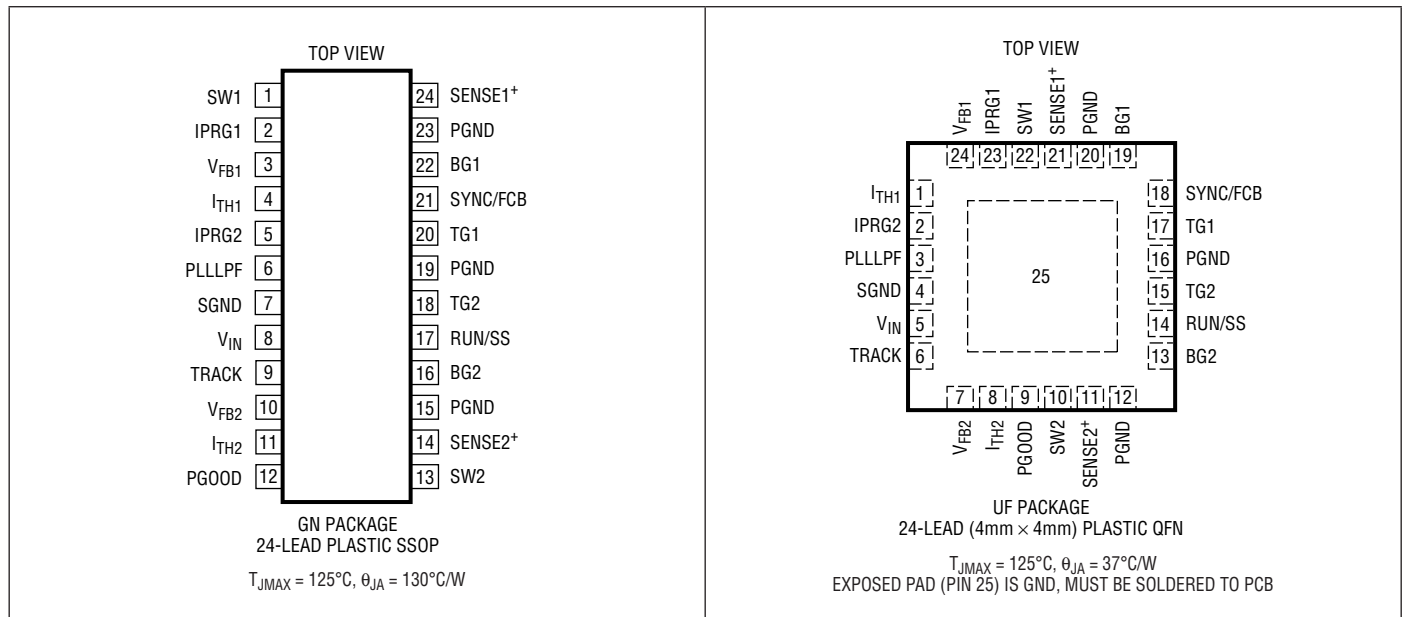 TOP VIEW
SW1 1
IPRG1 2
VFB1 3
ITH1 4
IPRG2 5
PLLLPF 6
SGND 7
VIN 8
TRACK 9
VFB2 10
ITH2 11
PGOOD 12
24 SENSE1+
23 PGND
22 BG1
21 SYNC/FCB
20 TG1
19 PGND
18 TG2
17 RUN/SS
16 BG2
15 PGND
14 SENSE2+
13 SW2
GN PACKAGE
24-LEAD PLASTIC SSOP
TJMAX = 125°C, θJA = 130°C/W
TOP VIEW
VFB1 IPRG1 SW1 SENSE1+ PGND BG1
24 23 22 21 20 19
ITH1 1
IPRG2 2
PLLLPF 3
SGND 4
VIN 5
TRACK 6
25
18 SYNC/FCB
17 TG1
16 PGND
15 TG2
14 RUN/SS
13 BG2
7 8 9 10 11 12
VFB2 ITH2 PGOOD SW2 SENSE2+ PGND
UF PACKAGE
24-LEAD (4mm × 4mm) PLASTIC QFN
TJMAX = 125°C, θJA = 37°C/W
EXPOSED PAD (PIN 25) IS GND, MUST BE SOLDERED TO PCB